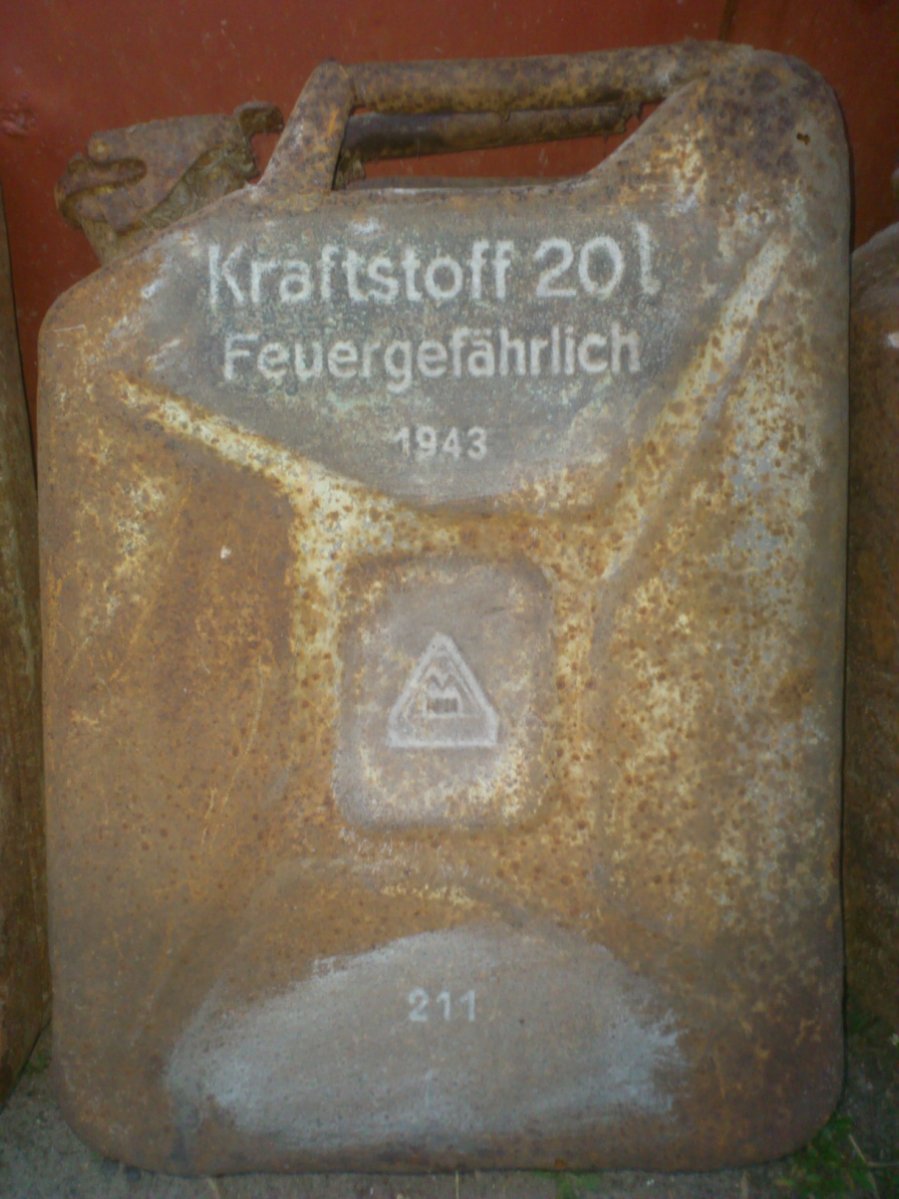 Kraftstoff 20 l
Feuergefährlich
1943
211